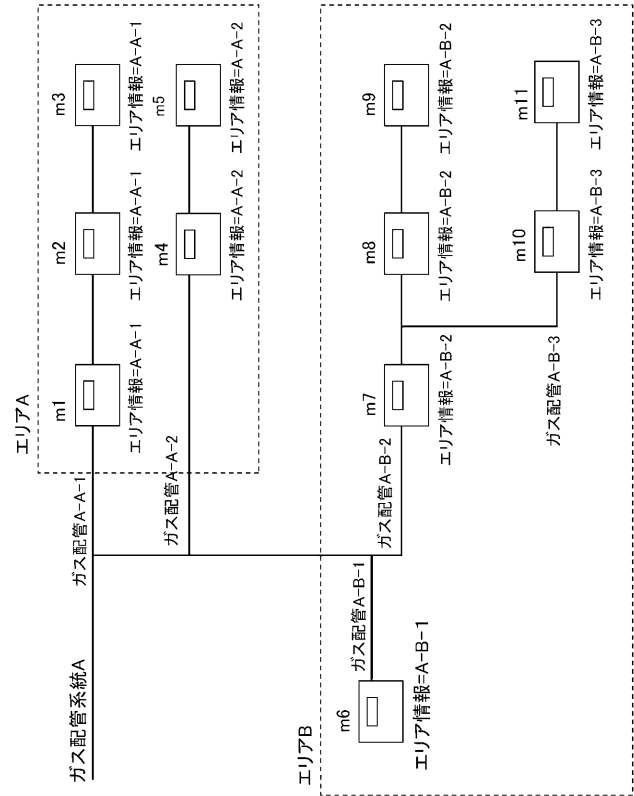 エリアA
m1
エリア情報=A-A-1
m2
エリア情報=A-A-1
m3
エリア情報=A-A-1
ガス配管A-A-1
m4
エリア情報=A-A-2
m5
エリア情報=A-A-2
ガス配管A-A-2
ガス配管系統A
エリアB
m6
エリア情報=A-B-1
ガス配管A-B-1
ガス配管A-B-2
m7
エリア情報=A-B-2
m8
エリア情報=A-B-2
m9
エリア情報=A-B-2
ガス配管A-B-3
m10
エリア情報=A-B-3
m11
エリア情報=A-B-3